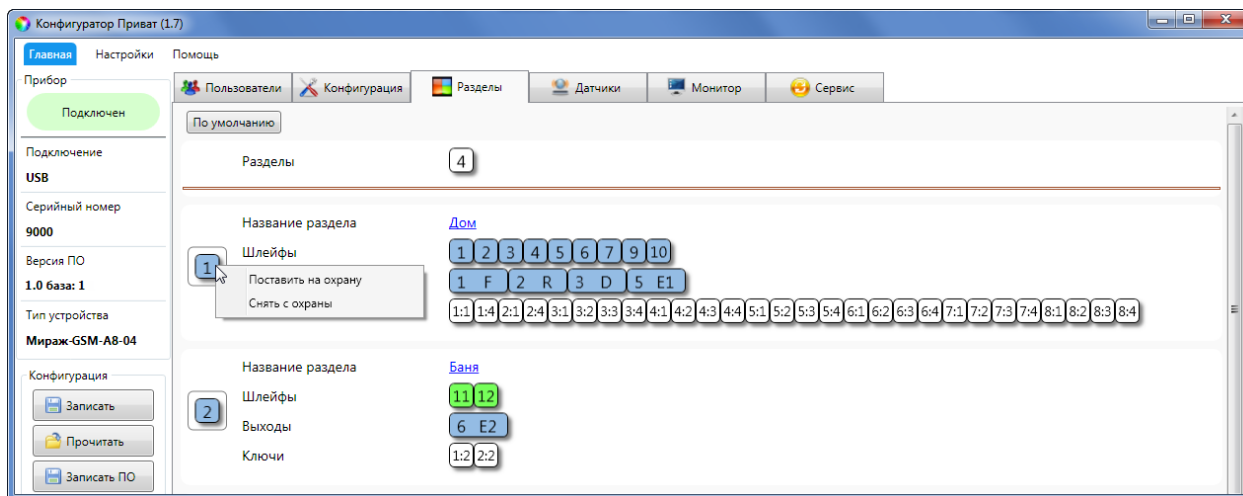 Конфигуратор Приват (1.7)
Главная Настройки Помощь
Прибор
Подключен
Подключение
USB
Серийный номер
9000
Версия ПО
1.0 база: 1
Тип устройства
Мираж-GSM-A8-04
Конфигурация
Записать
Прочитать
Записать ПО
Пользователи Конфигурация Разделы Датчики Монитор Сервис
По умолчанию
Разделы 4
Название раздела Дом
1 Шлейфы 1 2 3 4 5 6 7 9 10
Поставить на охрану
Снять с охраны
1 F 2 R 3 D 5 E1
1:1 1:4 2:1 2:4 3:1 3:2 3:3 3:4 4:1 4:2 4:3 4:4 5:1 5:2 5:3 5:4 6:1 6:2 6:3 6:4 7:1 7:2 7:3 7:4 8:1 8:2 8:3 8:4
Название раздела Баня
Шлейфы 11 12
2
Выходы 6 E2
Ключи 1:2 2:2